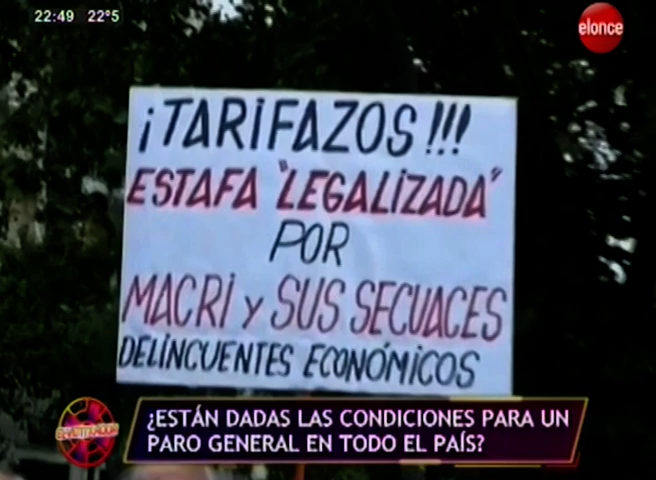 22:49 22°5
elonce
¡TARIFAZOS!!!
ESTAFA "LEGALIZADA"
POR
MACRI y SUS SECUACES
DELINCUENTES ECONÓMICOS
¿ESTÁN DADAS LAS CONDICIONES PARA UN
PARO GENERAL EN TODO EL PAÍS?